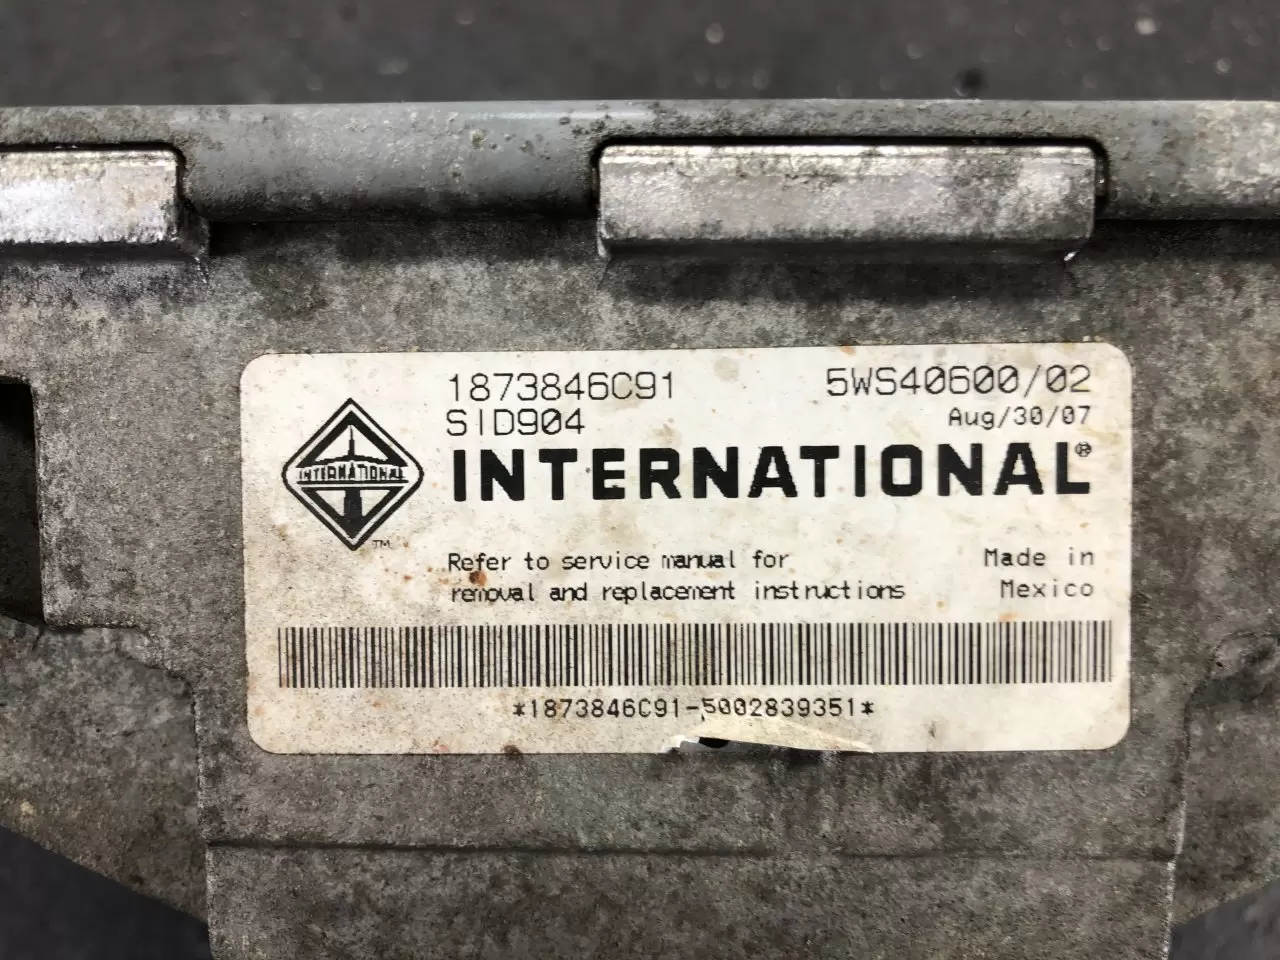 1873846C91 5WS40600/02
SID904 Aug/30/07
INTERNATIONAL®
INTERNATIONAL
TM
Refer to service manual for Made in
removal and replacement instructions Mexico
*1873846C91-5002839351*